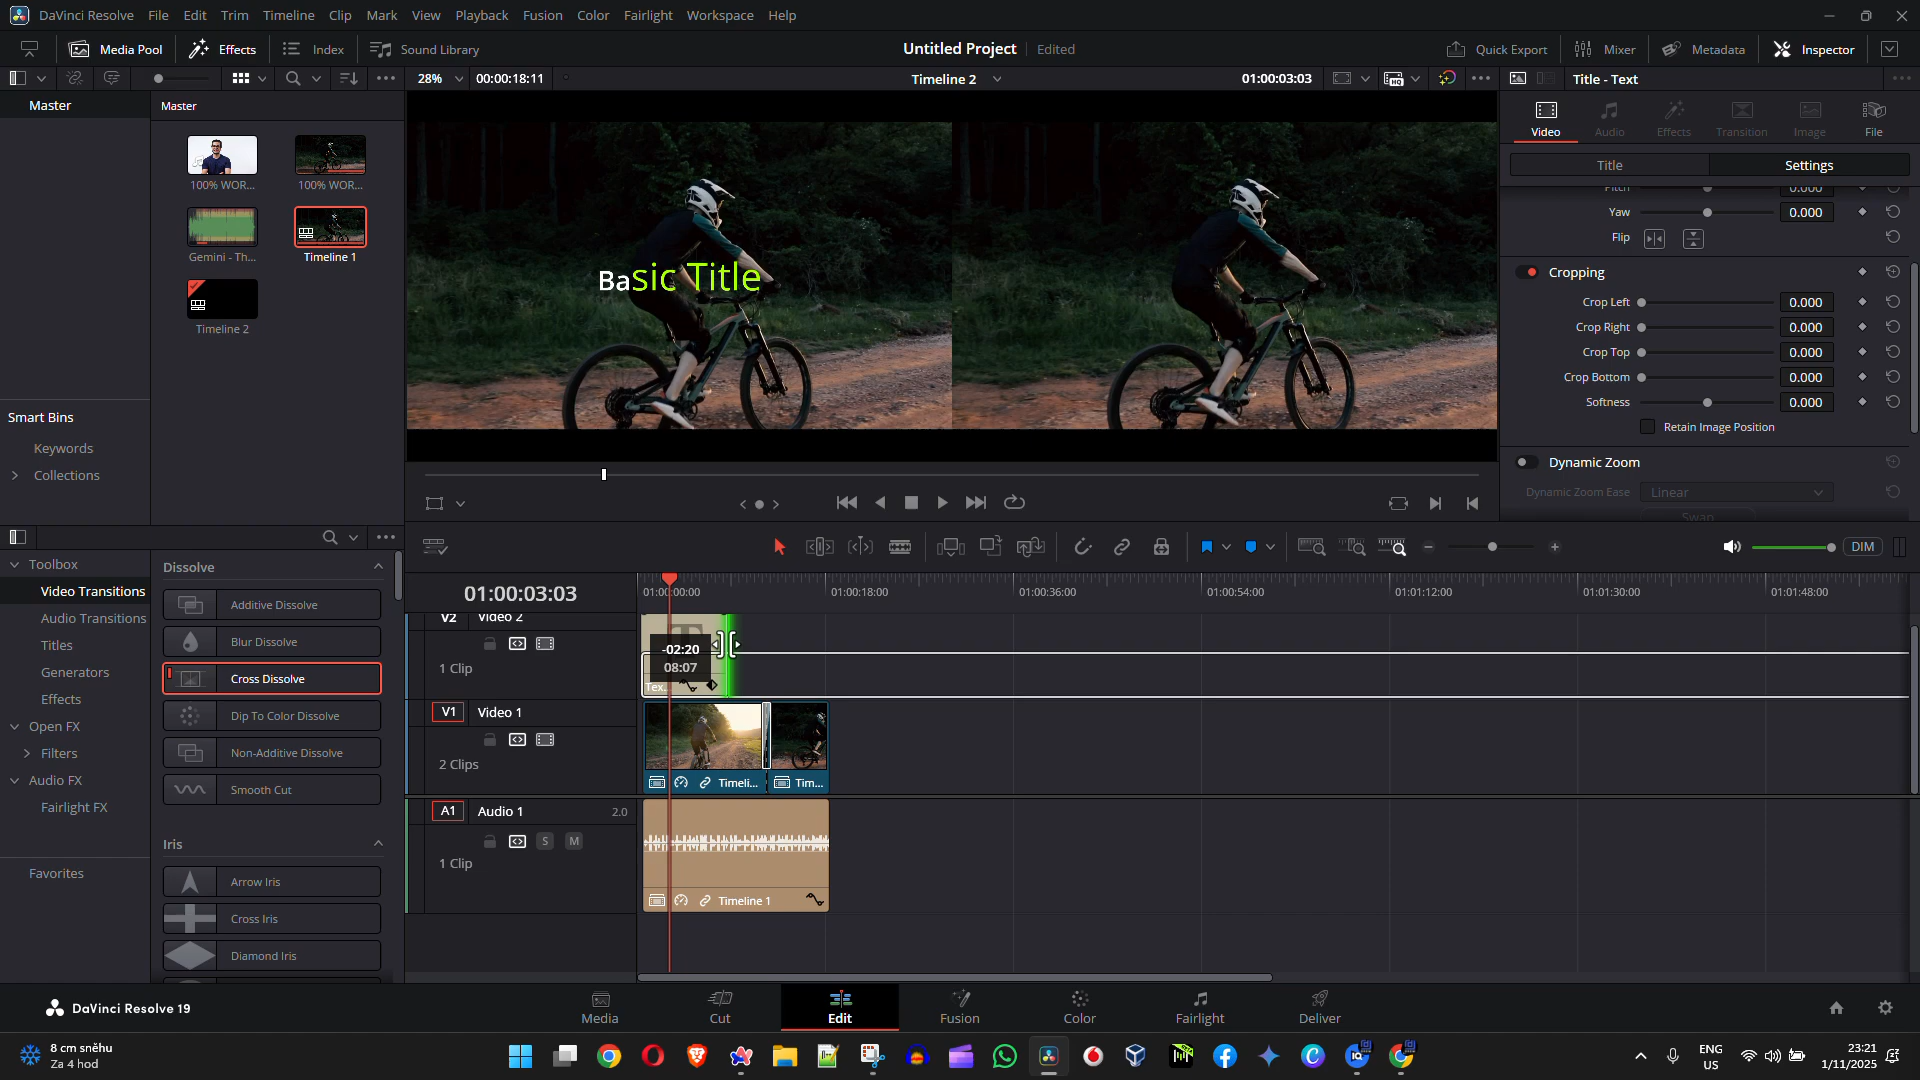 DaVinci Resolve File Edit Trim Timeline Clip Mark View Playback Fusion Color Fairlight Workspace Help
Media Pool Effects Index Sound Library Untitled Project Edited Quick Export Mixer Metadata Inspector
28% 00:00:18:11 Timeline 2 01:00:03:03 HQ Title - Text
Master Master
Video Audio Effects Transition Image File
Title Settings
100% WOR... 100% WOR...
Pitch 0.000
Yaw 0.000
Flip
Gemini - Th... Timeline 1
Basic Title
Cropping
Crop Left 0.000
Crop Right 0.000
Crop Top 0.000
Crop Bottom 0.000
Softness 0.000
Retain Image Position
Timeline 2
Smart Bins
Keywords
Collections
Dynamic Zoom
Dynamic Zoom Ease Linear
Swap
Toolbox
Video Transitions
Audio Transitions
Titles
Generators
Effects
Open FX
Filters
Audio FX
Fairlight FX
Favorites
Dissolve
Additive Dissolve
Blur Dissolve
Cross Dissolve
Dip To Color Dissolve
Non-Additive Dissolve
Smooth Cut
Iris
Arrow Iris
Cross Iris
Diamond Iris
DIM
01:00:03:03 01:00:00:00 01:00:18:00 01:00:36:00 01:00:54:00 01:01:12:00 01:01:30:00 01:01:48:00
V2 Video 2
1 Clip
-02:20
08:07
Tex...
V1 Video 1
2 Clips
Timeli... Tim...
A1 Audio 1 2.0
S M
1 Clip
Timeline 1
DaVinci Resolve 19
Media Cut Edit Fusion Color Fairlight Deliver
8 cm sněhu
Za 4 hod
ENG
US
23:21
1/11/2025